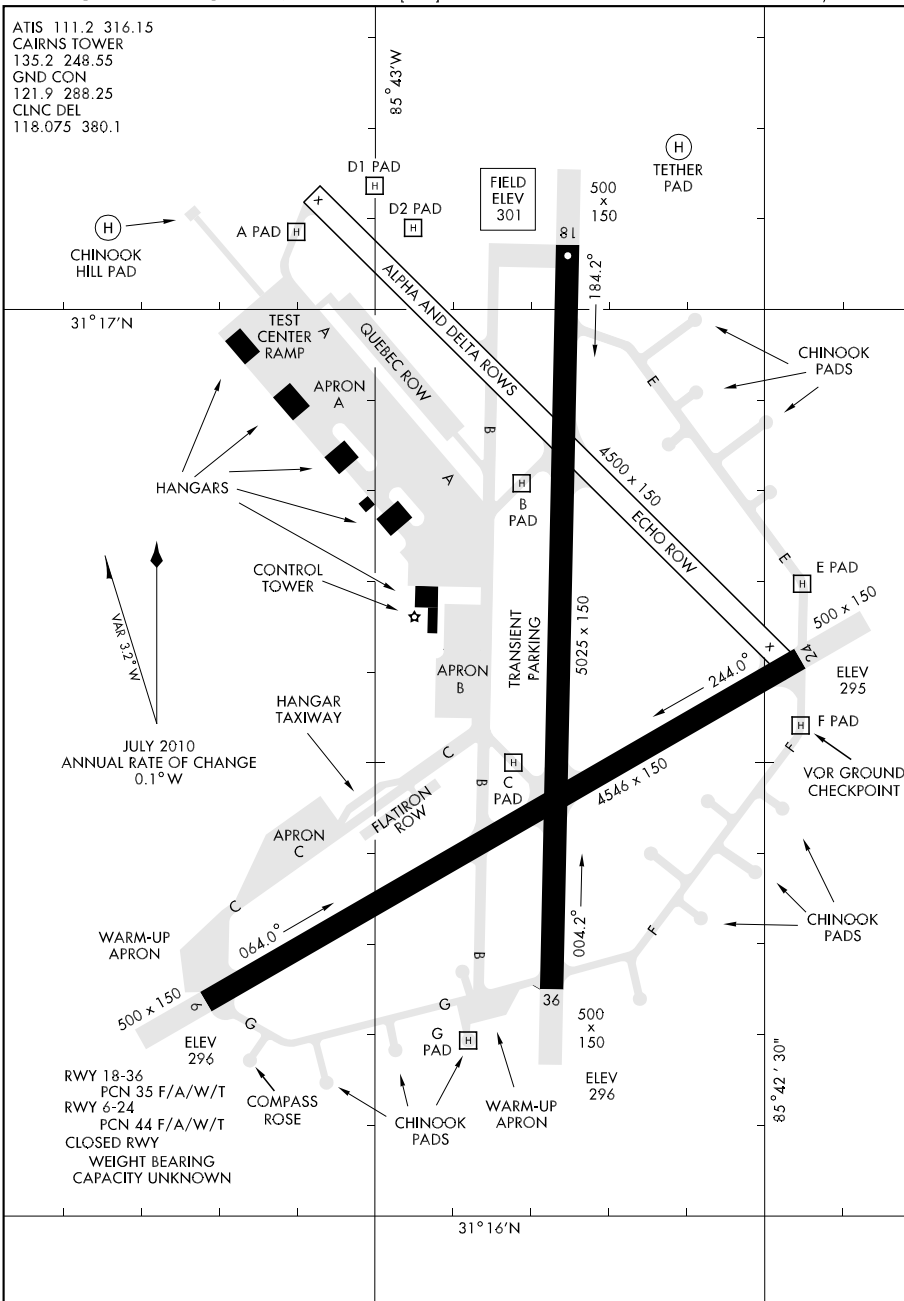 ATIS 111.2 316.15
CAIRNS TOWER
135.2 248.55
GND CON
121.9 288.25
CLNC DEL
118.075 380.1
85°43'W
D1 PAD
H
D2 PAD
H
A PAD
H
X
FIELD
ELEV
301
500
x
150
H
TETHER
PAD
H
CHINOOK
HILL PAD
18
184.2°
31°17'N
TEST
CENTER
RAMP
A
QUEBEC ROW
ALPHA AND DELTA ROWS
APRON
A
E
CHINOOK
PADS
B
4500 x 150
HANGARS
A
H
B
PAD
ECHO ROW
E
H
E PAD
CONTROL
TOWER
500 x 150
VAR 3.2°W
TRANSIENT
PARKING
5025 x 150
X
24
APRON
B
244.0°
ELEV
295
HANGAR
TAXIWAY
H
F PAD
JULY 2010
ANNUAL RATE OF CHANGE
0.1°W
C
F
H
C
PAD
B
VOR GROUND
CHECKPOINT
4546 x 150
FLATIRON
ROW
APRON
C
C
CHINOOK
PADS
WARM-UP
APRON
064.0°
004.2°
F
B
500 x 150
6
36
G
G
G
PAD
H
500
x
150
ELEV
296
ELEV
296
RWY 18-36
PCN 35 F/A/W/T
RWY 6-24
PCN 44 F/A/W/T
CLOSED RWY
WEIGHT BEARING
CAPACITY UNKNOWN
COMPASS
ROSE
CHINOOK
PADS
WARM-UP
APRON
85°42'30"
31°16'N